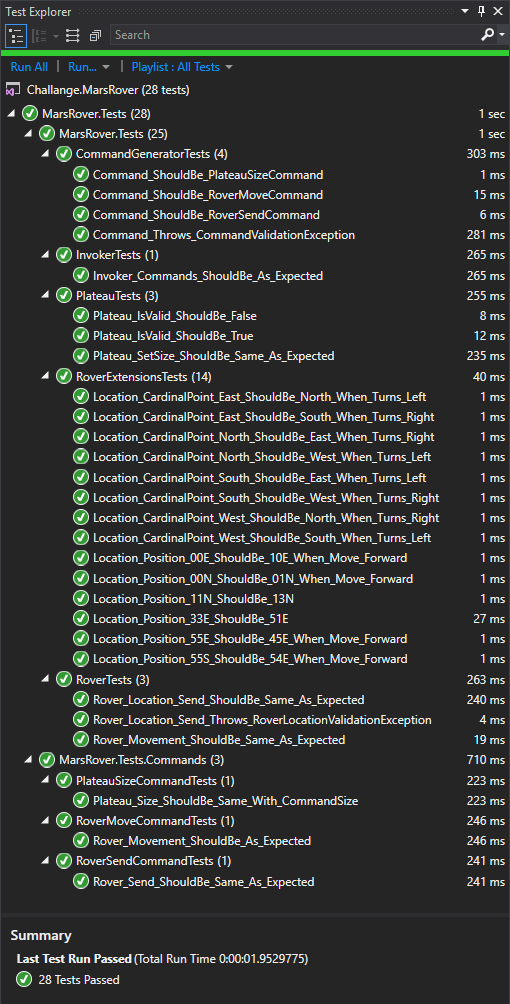 Test Explorer
Search
Run All | Run... | Playlist : All Tests
Challange.MarsRover (28 tests)
MarsRover.Tests (28) 1 sec
MarsRover.Tests (25) 1 sec
CommandGeneratorTests (4) 303 ms
Command_ShouldBe_PlateauSizeCommand 1 ms
Command_ShouldBe_RoverMoveCommand 15 ms
Command_ShouldBe_RoverSendCommand 6 ms
Command_Throws_CommandValidationException 281 ms
InvokerTests (1) 265 ms
Invoker_Commands_ShouldBe_As_Expected 265 ms
PlateauTests (3) 255 ms
Plateau_IsValid_ShouldBe_False 8 ms
Plateau_IsValid_ShouldBe_True 12 ms
Plateau_SetSize_ShouldBe_Same_As_Expected 235 ms
RoverExtensionsTests (14) 40 ms
Location_CardinalPoint_East_ShouldBe_North_When_Turns_Left 1 ms
Location_CardinalPoint_East_ShouldBe_South_When_Turns_Right 1 ms
Location_CardinalPoint_North_ShouldBe_East_When_Turns_Right 1 ms
Location_CardinalPoint_North_ShouldBe_West_When_Turns_Left 1 ms
Location_CardinalPoint_South_ShouldBe_East_When_Turns_Left 1 ms
Location_CardinalPoint_South_ShouldBe_West_When_Turns_Right 1 ms
Location_CardinalPoint_West_ShouldBe_North_When_Turns_Right 1 ms
Location_CardinalPoint_West_ShouldBe_South_When_Turns_Left 1 ms
Location_Position_00E_ShouldBe_10E_When_Move_Forward 1 ms
Location_Position_00N_ShouldBe_01N_When_Move_Forward 1 ms
Location_Position_11N_ShouldBe_13N 1 ms
Location_Position_33E_ShouldBe_51E 27 ms
Location_Position_55E_ShouldBe_45E_When_Move_Forward 1 ms
Location_Position_55S_ShouldBe_54E_When_Move_Forward 1 ms
RoverTests (3) 263 ms
Rover_Location_Send_ShouldBe_Same_As_Expected 240 ms
Rover_Location_Send_Throws_RoverLocationValidationException 4 ms
Rover_Movement_ShouldBe_Same_As_Expected 19 ms
MarsRover.Tests.Commands (3) 710 ms
PlateauSizeCommandTests (1) 223 ms
Plateau_Size_ShouldBe_Same_With_CommandSize 223 ms
RoverMoveCommandTests (1) 246 ms
Rover_Movement_ShouldBe_As_Expected 246 ms
RoverSendCommandTests (1) 241 ms
Rover_Send_ShouldBe_Same_As_Expected 241 ms
Summary
Last Test Run Passed (Total Run Time 0:00:01.9529775)
28 Tests Passed